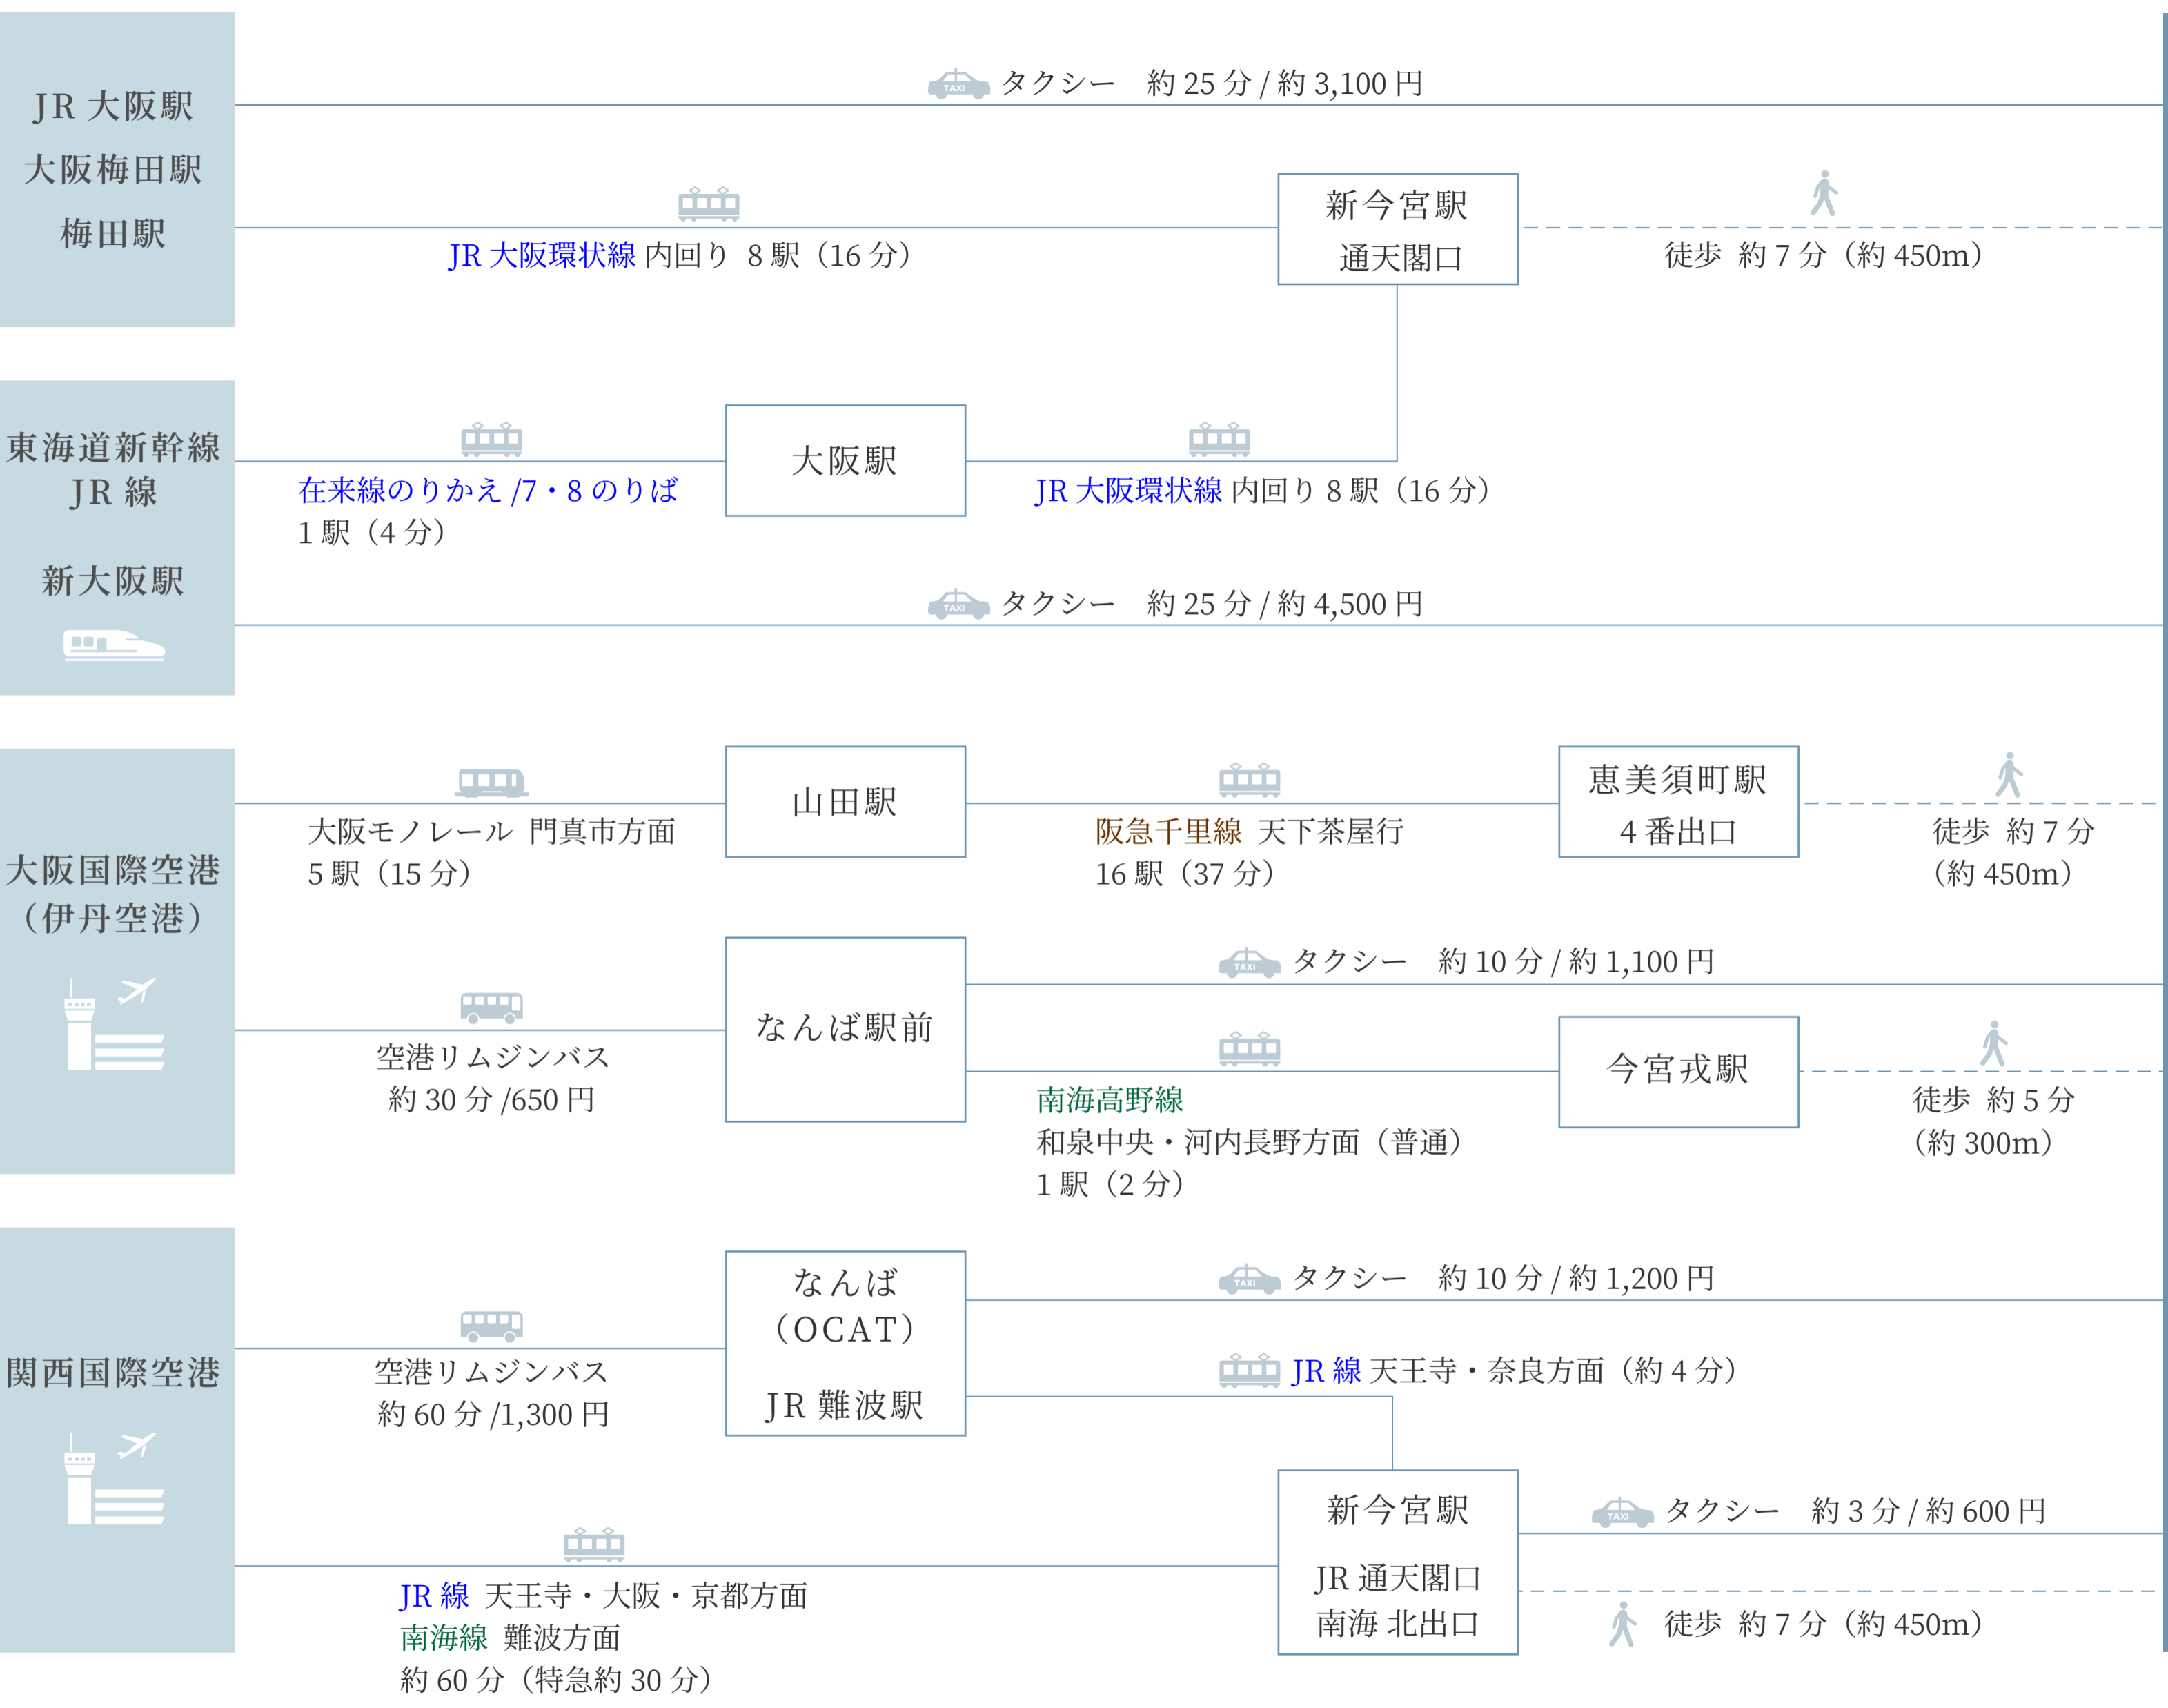 JR 大阪駅
大阪梅田駅
梅田駅
TAXI タクシー 約 25 分 / 約 3,100 円
JR 大阪環状線 内回り 8 駅（16 分）
新今宮駅
通天閣口
徒歩 約 7 分（約 450m）
東海道新幹線
JR 線
新大阪駅
在来線のりかえ /7・8 のりば
1 駅（4 分）
大阪駅
JR 大阪環状線 内回り 8 駅（16 分）
TAXI タクシー 約 25 分 / 約 4,500 円
大阪国際空港
（伊丹空港）
大阪モノレール 門真市方面
5 駅（15 分）
山田駅
阪急千里線 天下茶屋行
16 駅（37 分）
恵美須町駅
4 番出口
徒歩 約 7 分
（約 450m）
空港リムジンバス
約 30 分 /650 円
なんば駅前
TAXI タクシー 約 10 分 / 約 1,100 円
南海高野線
和泉中央・河内長野方面（普通）
1 駅（2 分）
今宮戎駅
徒歩 約 5 分
（約 300m）
関西国際空港
空港リムジンバス
約 60 分 /1,300 円
なんば
（OCAT）
JR 難波駅
TAXI タクシー 約 10 分 / 約 1,200 円
JR 線 天王寺・奈良方面（約 4 分）
JR 線 天王寺・大阪・京都方面
南海線 難波方面
約 60 分（特急約 30 分）
新今宮駅
JR 通天閣口
南海 北出口
TAXI タクシー 約 3 分 / 約 600 円
徒歩 約 7 分（約 450m）